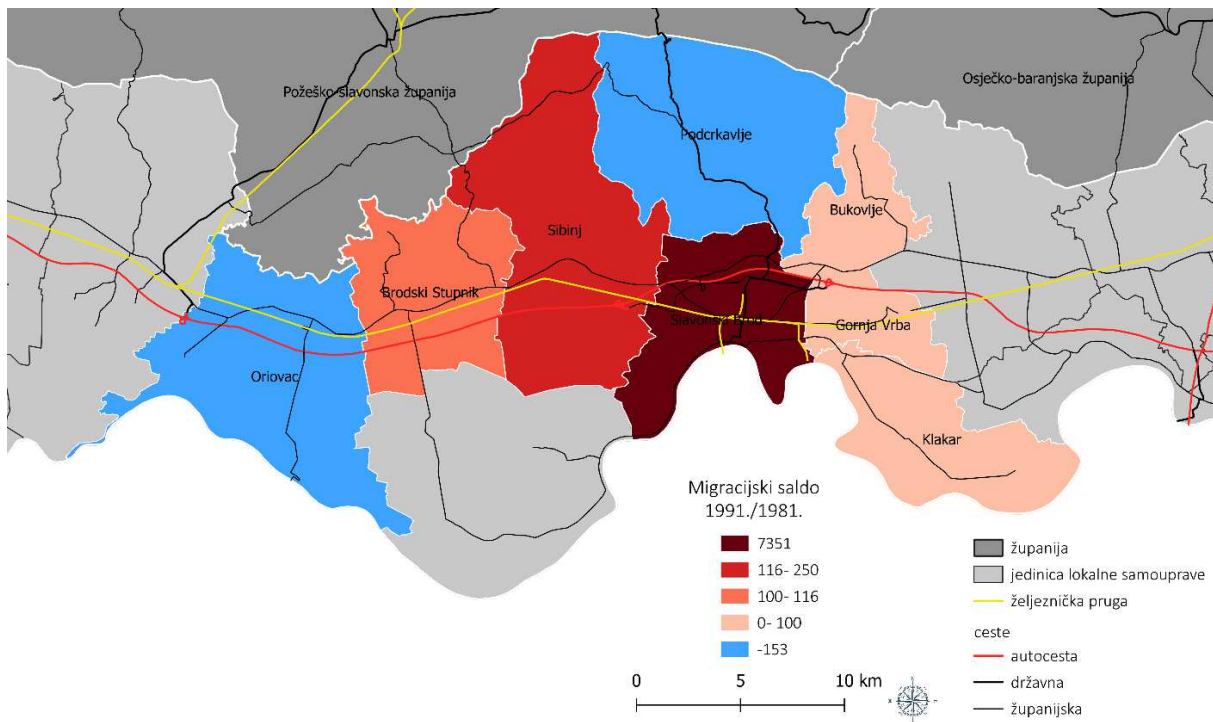 Požeško-slavonska županija
Osječko-baranjska županija
Podcrkavlje
Bukovlje
Sibinj
Brodski Stupnik
Slavonski Brod
Gornja Vrba
Oriovac
Klakar
Migracijski saldo
1991./1981.
7351
116- 250
100- 116
0- 100
-153
0 5 10 km
županija
jedinica lokalne samouprave
željeznička pruga
ceste
autocesta
državna
županijska